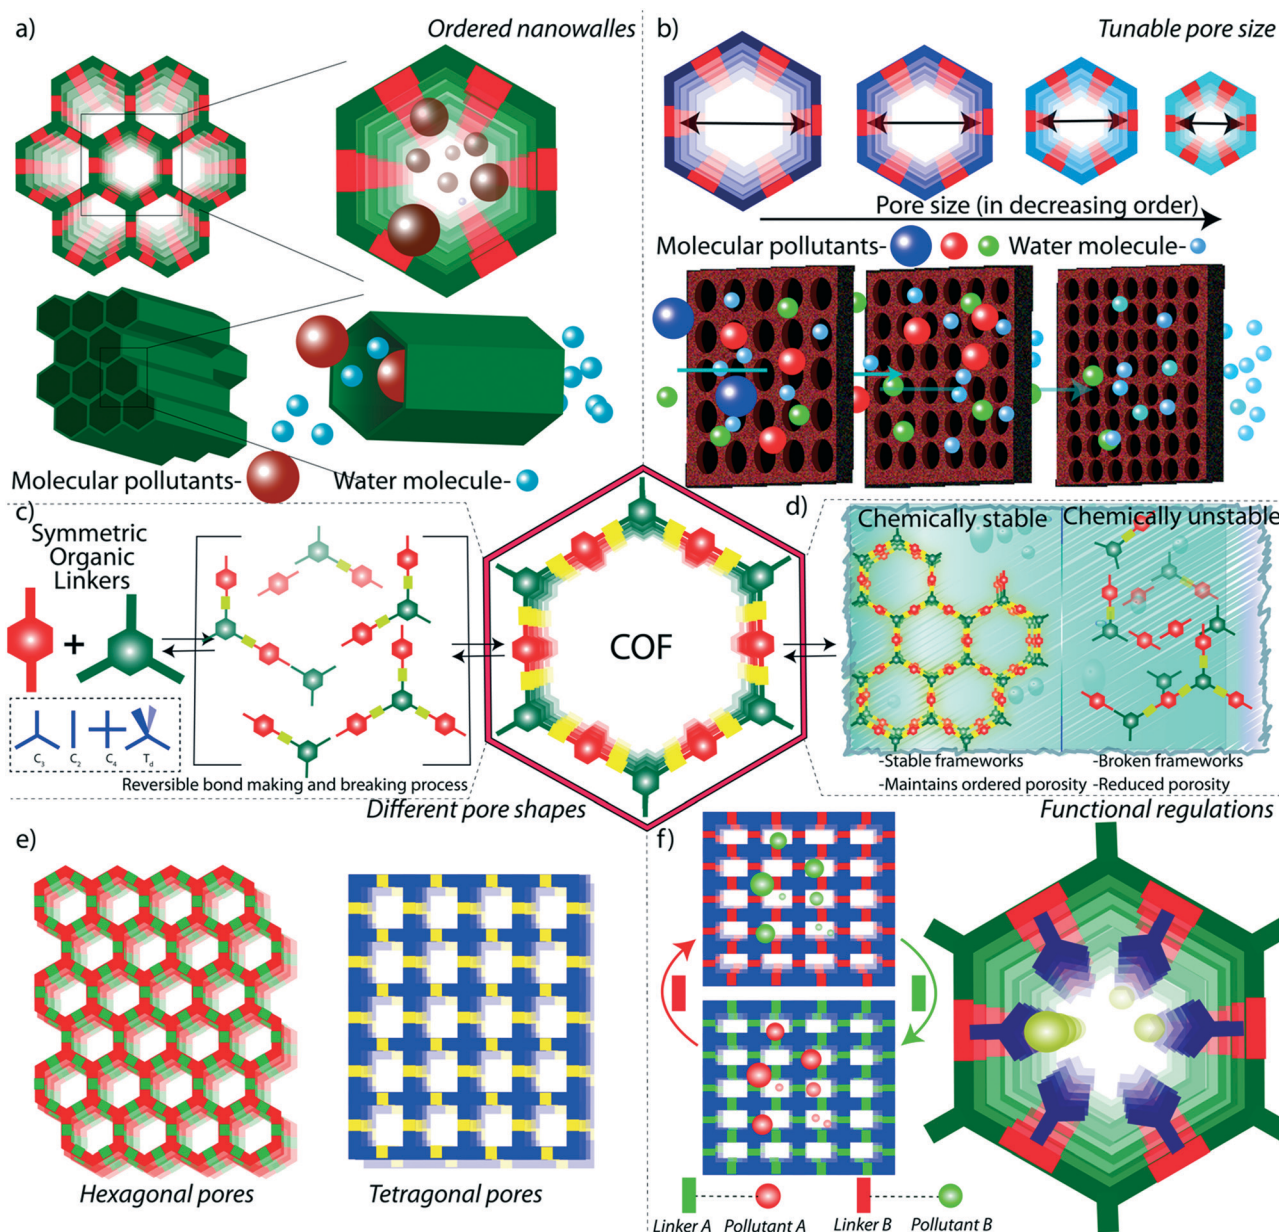 a)
Ordered nanowalles
Molecular pollutants-
Water molecule-
b)
Tunable pore size
Pore size (in decreasing order)
Molecular pollutants-
Water molecule-
c)
Symmetric
Organic
Linkers
+
C3
C2
C4
Td
Reversible bond making and breaking process
COF
d)
Chemically stable
Chemically unstable
-Stable frameworks
-Maintains ordered porosity
-Broken frameworks
-Reduced porosity
Different pore shapes
e)
Hexagonal pores
Tetragonal pores
Functional regulations
f)
Linker A
Pollutant A
Linker B
Pollutant B